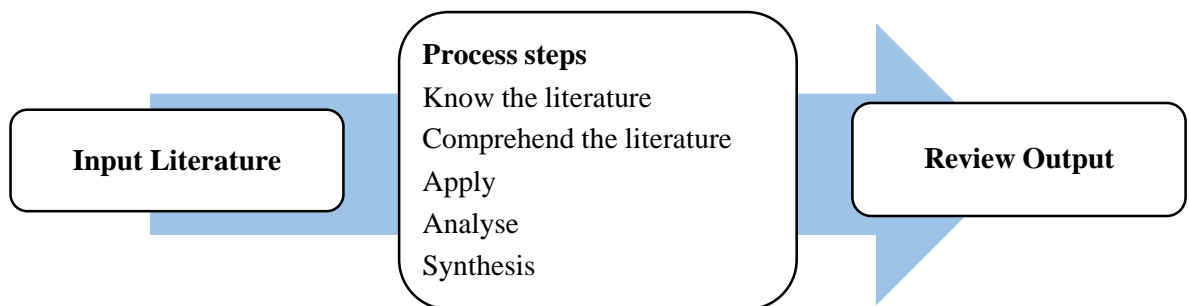 Input Literature
Process steps
Know the literature
Comprehend the literature
Apply
Analyse
Synthesis
Review Output